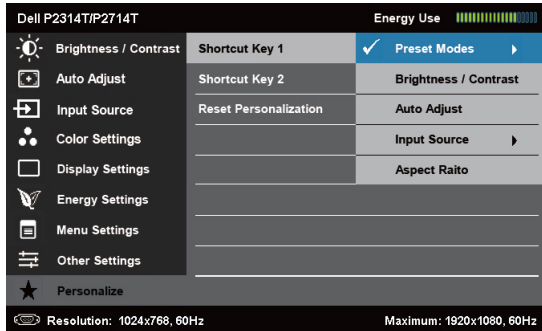 Dell P2314T/P2714T
Energy Use
Brightness / Contrast
Auto Adjust
Input Source
Color Settings
Display Settings
Energy Settings
Menu Settings
Other Settings
Personalize
Shortcut Key 1
Shortcut Key 2
Reset Personalization
Preset Modes
Brightness / Contrast
Auto Adjust
Input Source
Aspect Raito
Resolution: 1024x768, 60Hz
Maximum: 1920x1080, 60Hz